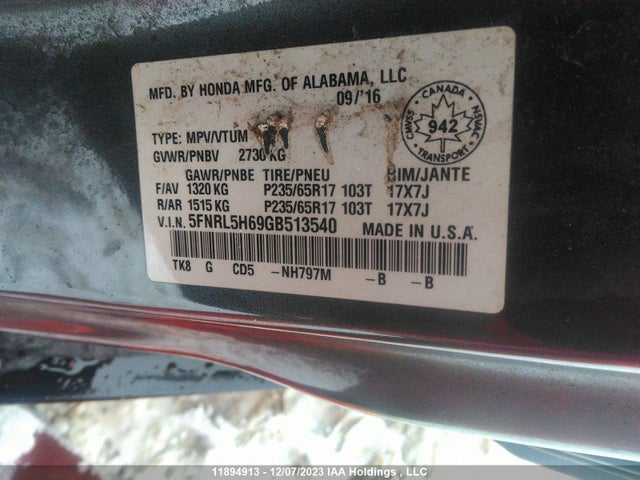 MFD. BY HONDA MFG. OF ALABAMA, LLC
09/'16
CANADA
CMVSS
942
NSVAC
TRANSPORT
TYPE: MPV/VTUM
GVWR/PNBV 2730 KG
GAWR/PNBE TIRE/PNEU RIM/JANTE
F/AV 1320 KG P235/65R17 103T 17X7J
R/AR 1515 KG P235/65R17 103T 17X7J
V.I.N. 5FNRL5H69GB513540 MADE IN U.S.A.
TK8 G CD5 -NH797M -B -B
11894913 - 12/07/2023 IAA Holdings , LLC